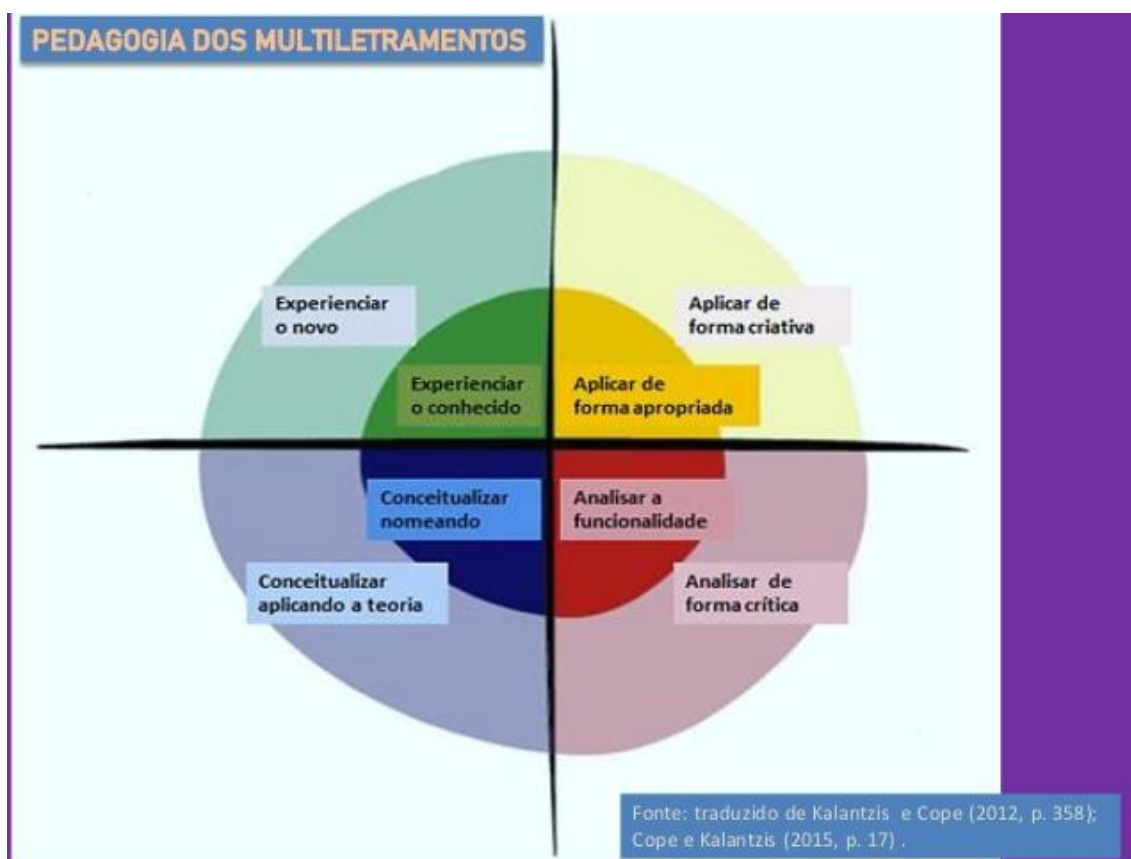 PEDAGOGIA DOS MULTILETRAMENTOS
Experienciar
o novo
Aplicar de
forma criativa
Experienciar
o conhecido
Aplicar de
forma apropriada
Conceitualizar
nomeando
Analisar a
funcionalidade
Conceitualizar
aplicando a teoria
Analisar de
forma crítica
Fonte: traduzido de Kalantzis e Cope (2012, p. 358);
Cope e Kalantzis (2015, p. 17) .